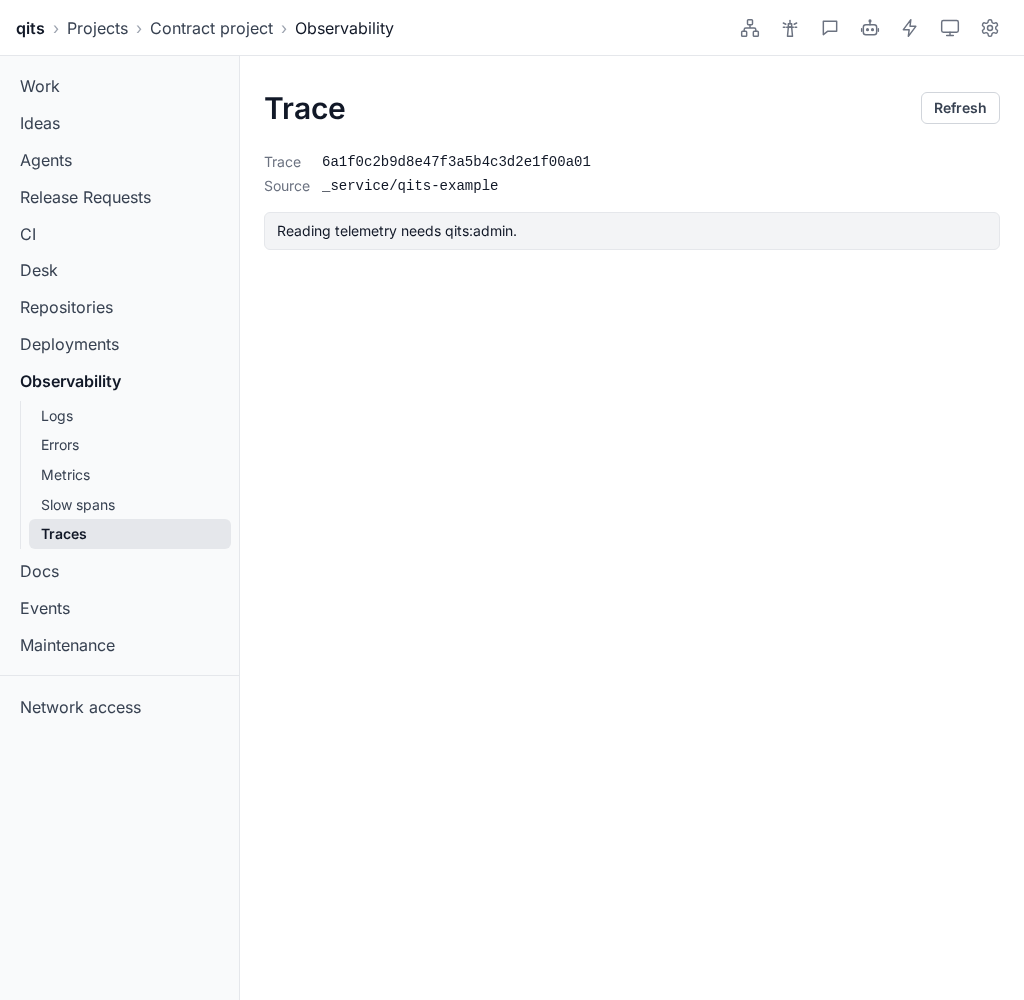 qits › Projects › Contract project › Observability
Work
Ideas
Agents
Release Requests
CI
Desk
Repositories
Deployments
Observability
Logs
Errors
Metrics
Slow spans
Traces
Docs
Events
Maintenance
Network access
Trace
Refresh
Trace 6a1f0c2b9d8e47f3a5b4c3d2e1f00a01
Source _service/qits-example
Reading telemetry needs qits:admin.